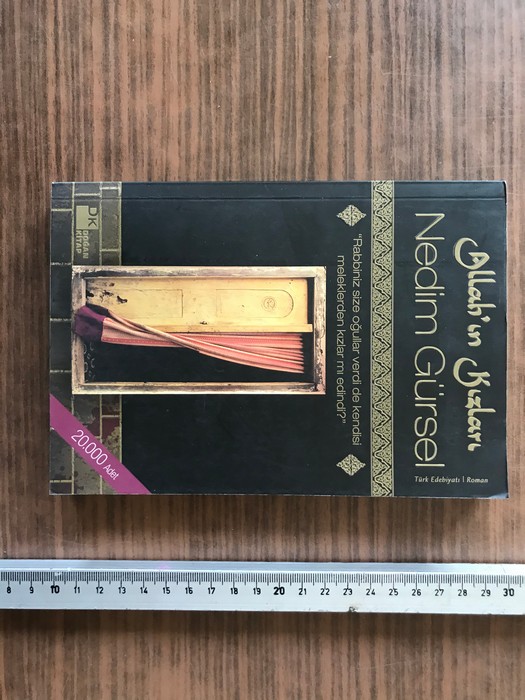 Allah'ın Kızları
Nedim Gürsel
Türk Edebiyatı | Roman
"Rabbiniz size oğullar verdi de kendisi
meleklerden kızlar mı edindi?"
DK
DOĞAN
KİTAP
20.000 Adet
8 9 10 11 12 13 14 15 16 17 18 19 20 21 22 23 24 25 26 27 28 29 30